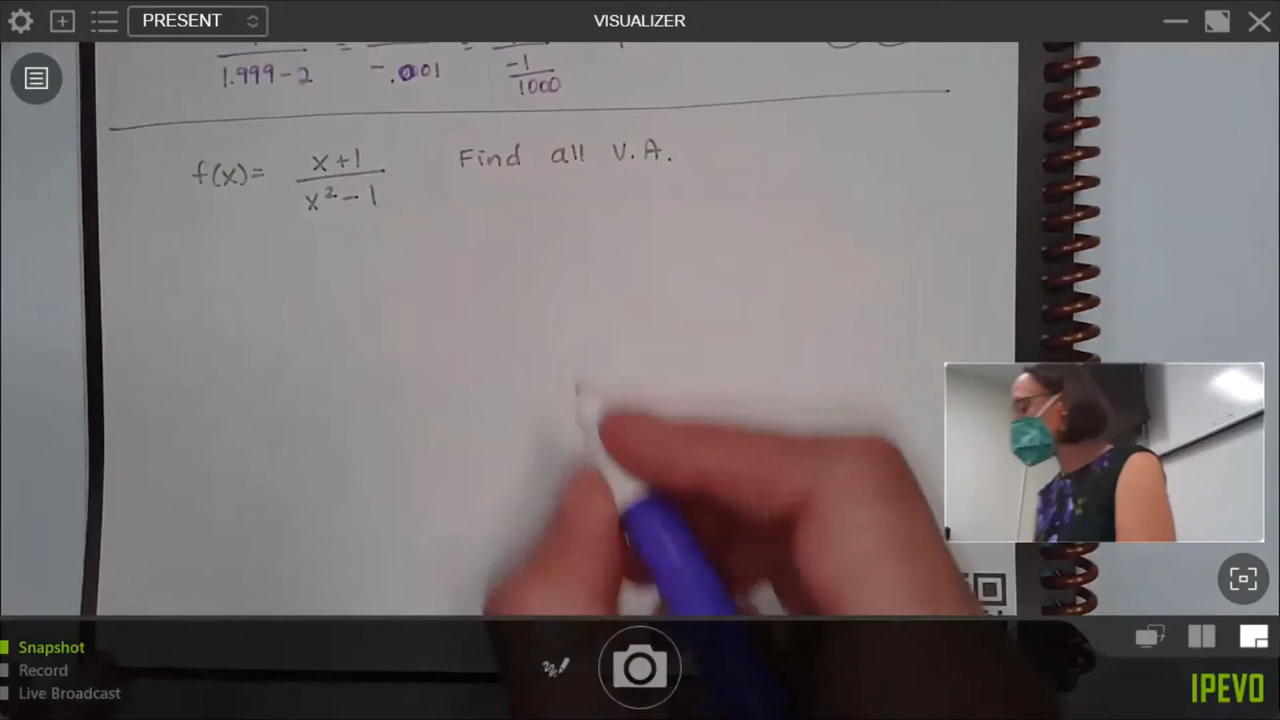 PRESENT
VISUALIZER
1.999 - 2 = -.001 = -1/1000
f(x) = x+1 / x² - 1 Find all V.A.
Snapshot
Record
Live Broadcast
IPEVO